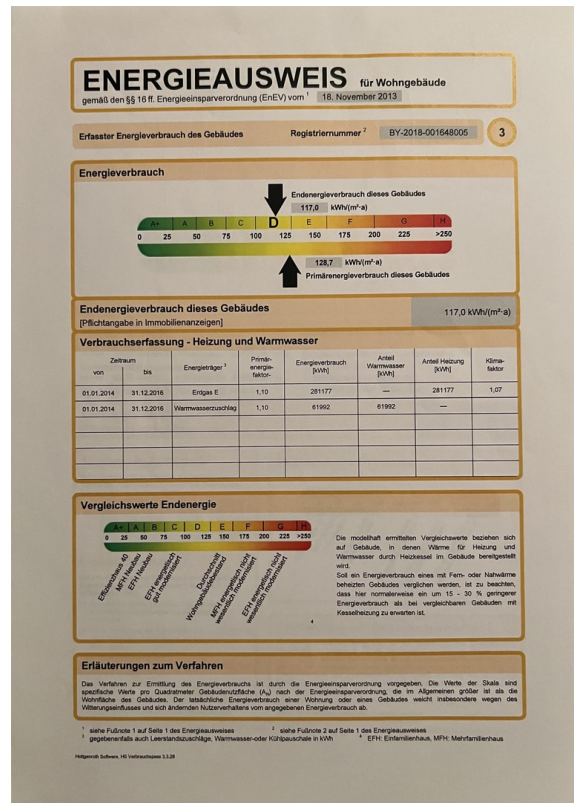 ENERGIEAUSWEIS für Wohngebäude
gemäß den §§ 16 ff. Energieeinsparverordnung (EnEV) vom 1 16. November 2013
Erfasster Energieverbrauch des Gebäudes Registriernummer 2 BY-2018-001648005 3
Energieverbrauch
Endenergieverbrauch dieses Gebäudes
117,0 kWh/(m²·a)
A+ A B C D E F G H
0 25 50 75 100 125 150 175 200 225 >250
128,7 kWh/(m²·a)
Primärenergieverbrauch dieses Gebäudes
Endenergieverbrauch dieses Gebäudes
[Pflichtangabe in Immobilienanzeigen]
117,0 kWh/(m²·a)
Verbrauchserfassung - Heizung und Warmwasser
Zeitraum
von bis
Energieträger 3
Primär-
energie-
faktor-
Energieverbrauch
[kWh]
Anteil
Warmwasser
[kWh]
Anteil Heizung
[kWh]
Klima-
faktor
01.01.2014 31.12.2016 Erdgas E 1,10 281177 — 281177 1,07
01.01.2014 31.12.2016 Warmwasserzuschlag 1,10 61992 61992 —
Vergleichswerte Endenergie
A+ A B C D E F G H
0 25 50 75 100 125 150 175 200 225 >250
Effizienzhaus 40
MFH Neubau
EFH Neubau
EFH energetisch
gut modernisiert
Durchschnitt
Wohngebäudebestand
MFH energetisch nicht
wesentlich modernisiert
EFH energetisch nicht
wesentlich modernisiert
4
Die modellhaft ermittelten Vergleichswerte beziehen sich
auf Gebäude, in denen Wärme für Heizung und
Warmwasser durch Heizkessel im Gebäude bereitgestellt
wird.
Soll ein Energieverbrauch eines mit Fern- oder Nahwärme
beheizten Gebäudes verglichen werden, ist zu beachten,
dass hier normalerweise ein um 15 - 30 % geringerer
Energieverbrauch als bei vergleichbaren Gebäuden mit
Kesselheizung zu erwarten ist.
Erläuterungen zum Verfahren
Das Verfahren zur Ermittlung des Energieverbrauchs ist durch die Energieeinsparverordnung vorgegeben. Die Werte der Skala sind
spezifische Werte pro Quadratmeter Gebäudenutzfläche (AN) nach der Energieeinsparverordnung, die im Allgemeinen größer ist als die
Wohnfläche des Gebäudes. Der tatsächliche Energieverbrauch einer Wohnung oder eines Gebäudes weicht insbesondere wegen des
Witterungseinflusses und sich ändernden Nutzerverhaltens vom angegebenen Energieverbrauch ab.
1 siehe Fußnote 1 auf Seite 1 des Energieausweises 2 siehe Fußnote 2 auf Seite 1 des Energieausweises
3 gegebenenfalls auch Leerstandszuschläge, Warmwasser-oder Kühlpauschale in kWh 4 EFH: Einfamilienhaus, MFH: Mehrfamilienhaus
Hottgenroth Software, HS Verbrauchspass 3.3.28